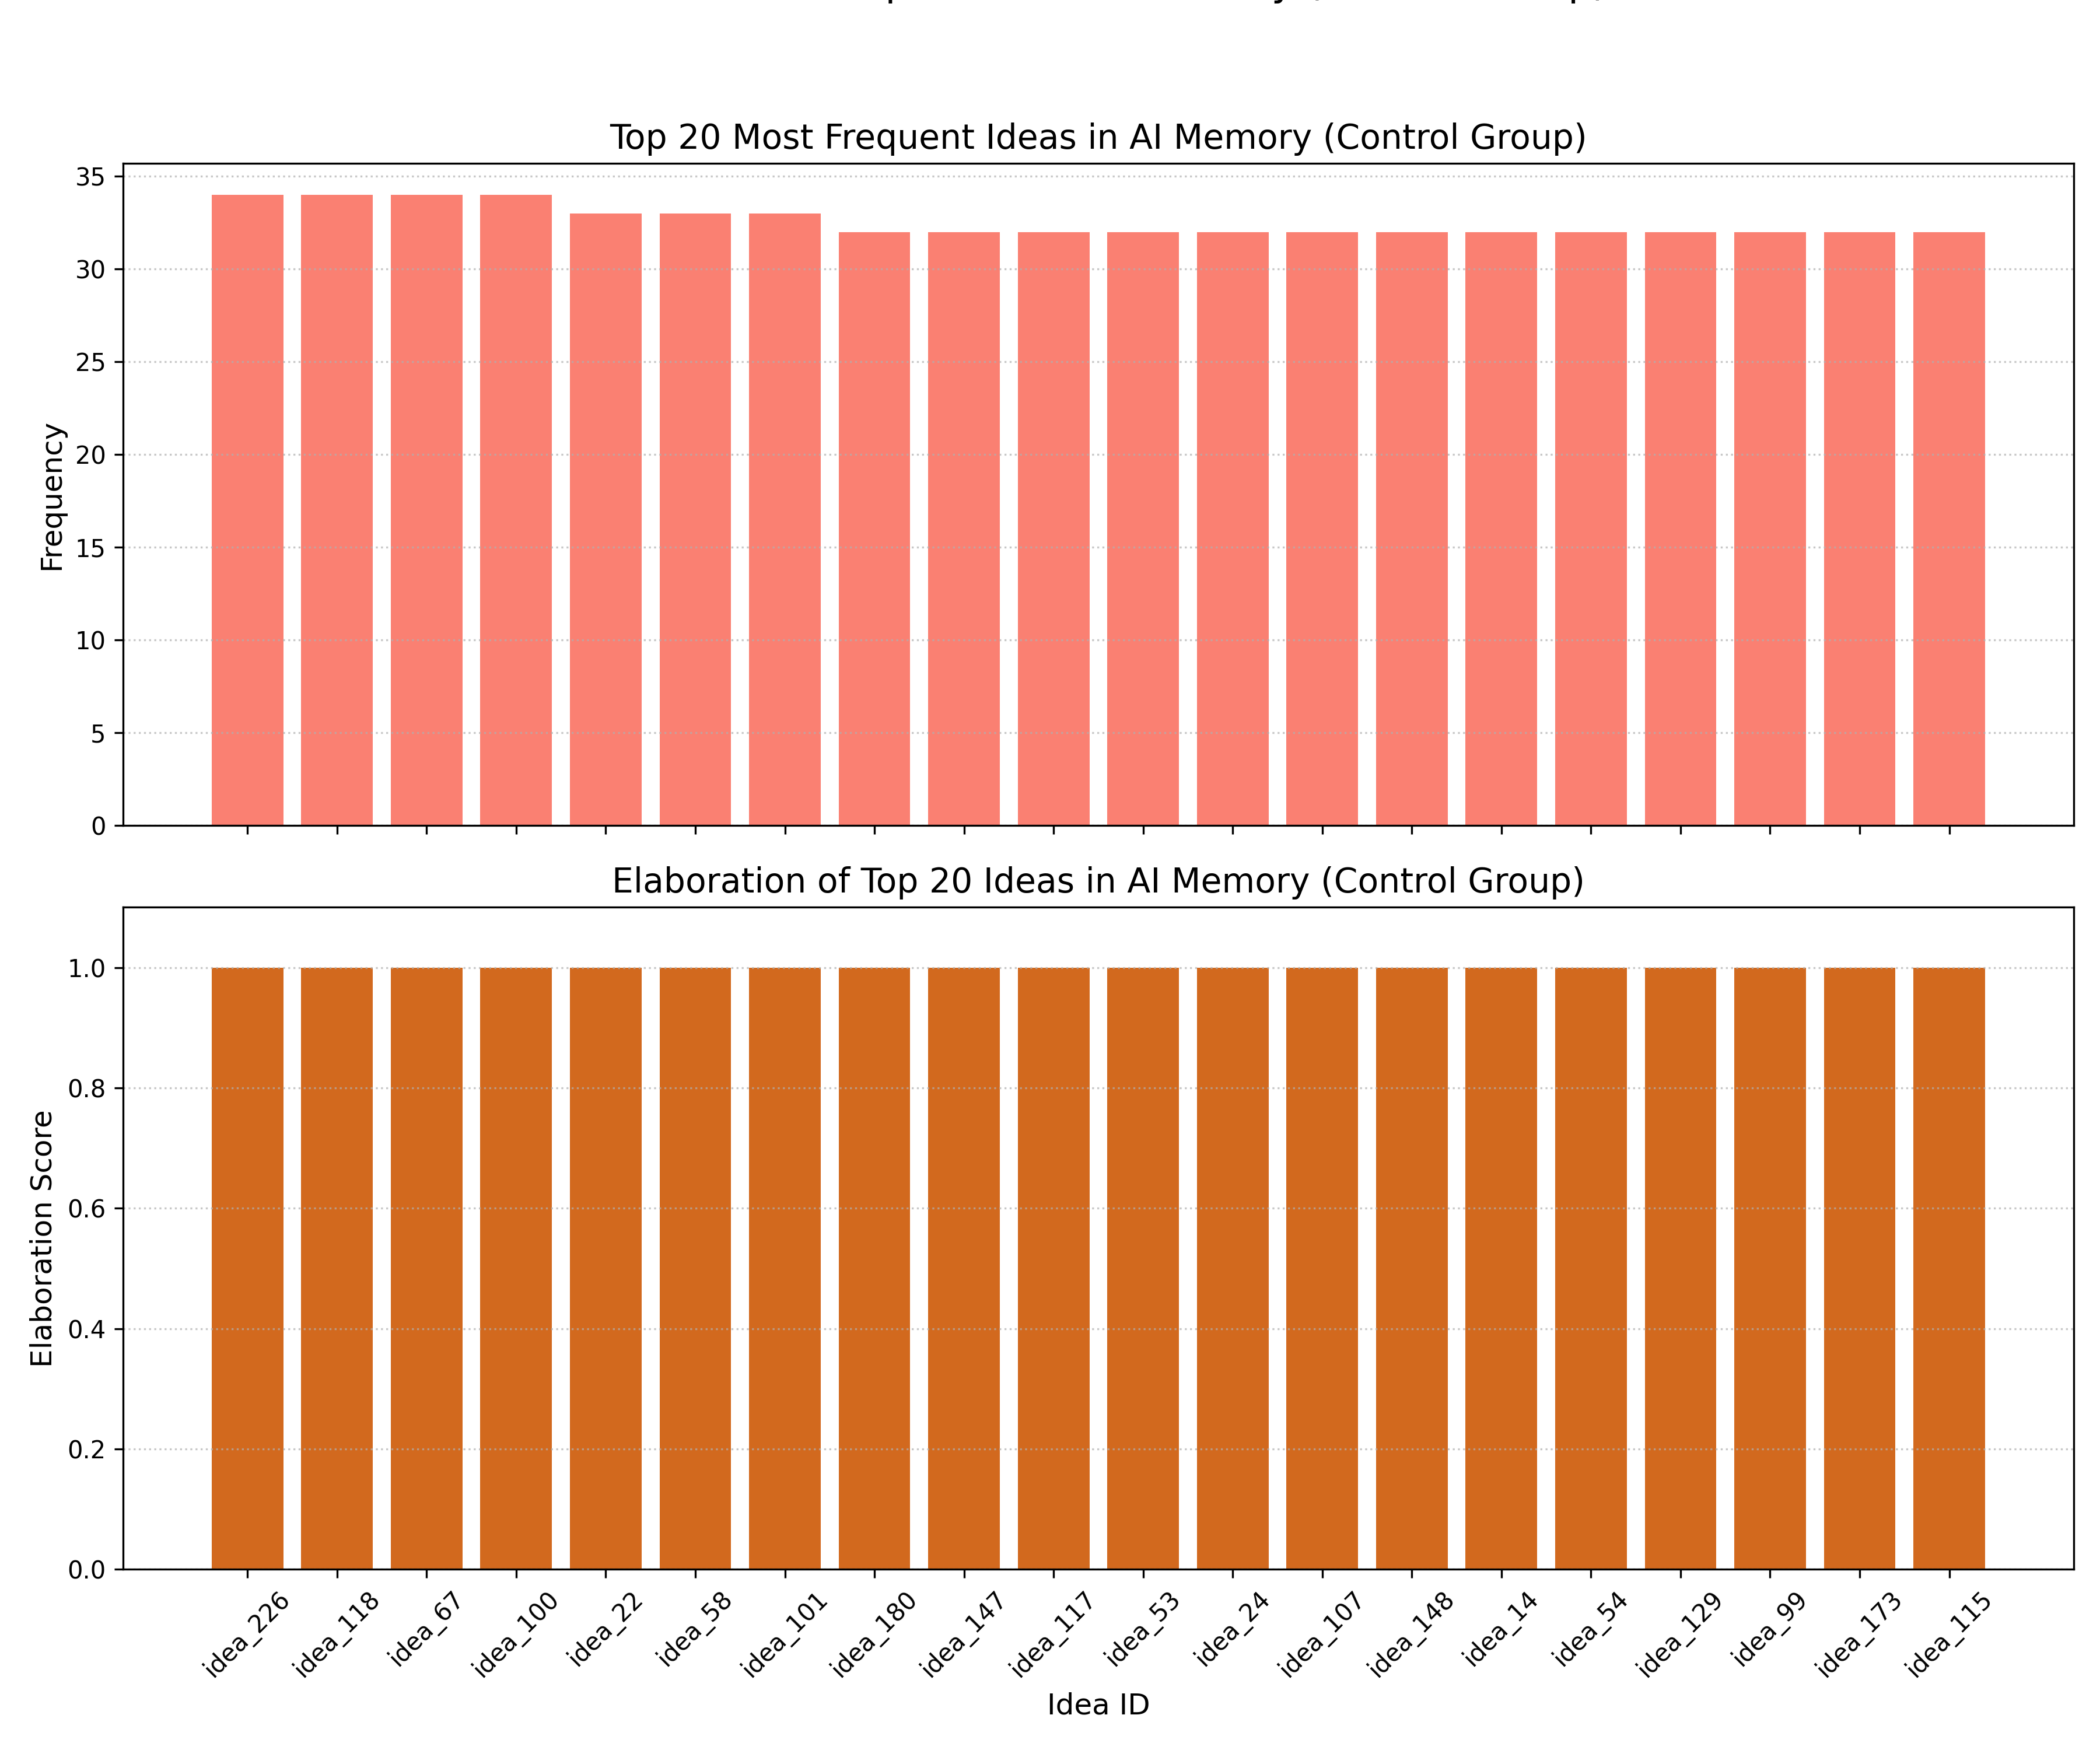 Top 20 Most Frequent Ideas in AI Memory (Control Group)
35
30
25
20
15
10
5
0
Frequency
Elaboration of Top 20 Ideas in AI Memory (Control Group)
1.0
0.8
0.6
0.4
0.2
0.0
Elaboration Score
idea_226
idea_118
idea_67
idea_100
idea_22
idea_58
idea_101
idea_180
idea_147
idea_117
idea_53
idea_24
idea_107
idea_148
idea_14
idea_54
idea_129
idea_99
idea_173
idea_115
Idea ID